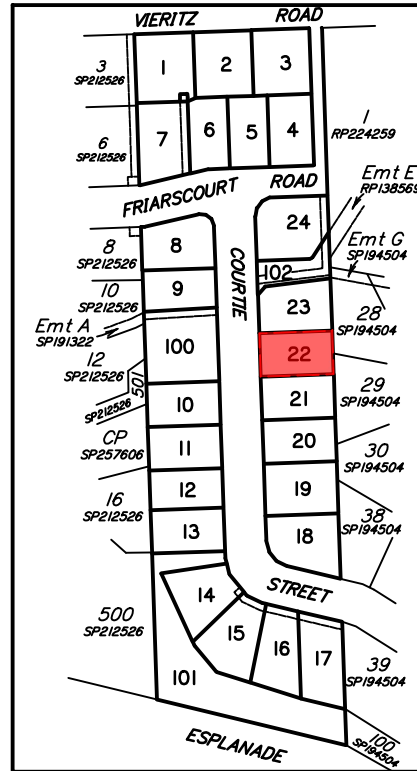 VIERITZ ROAD
3
SP212526
1
2
3
6
SP212526
7
6
5
4
1
RP224259
FRIARSCOURT ROAD
Emt E
RP138569
8
SP212526
8
COURTIE
24
102
Emt G
SP194504
10
SP212526
9
23
28
SP194504
Emt A
SP191322
12
SP212526
100
22
501
SP212526
10
21
29
SP194504
CP
SP257606
11
20
30
SP194504
16
SP212526
12
19
13
18
38
SP194504
STREET
500
SP212526
14
15
16
17
39
SP194504
101
ESPLANADE
100
SP194504